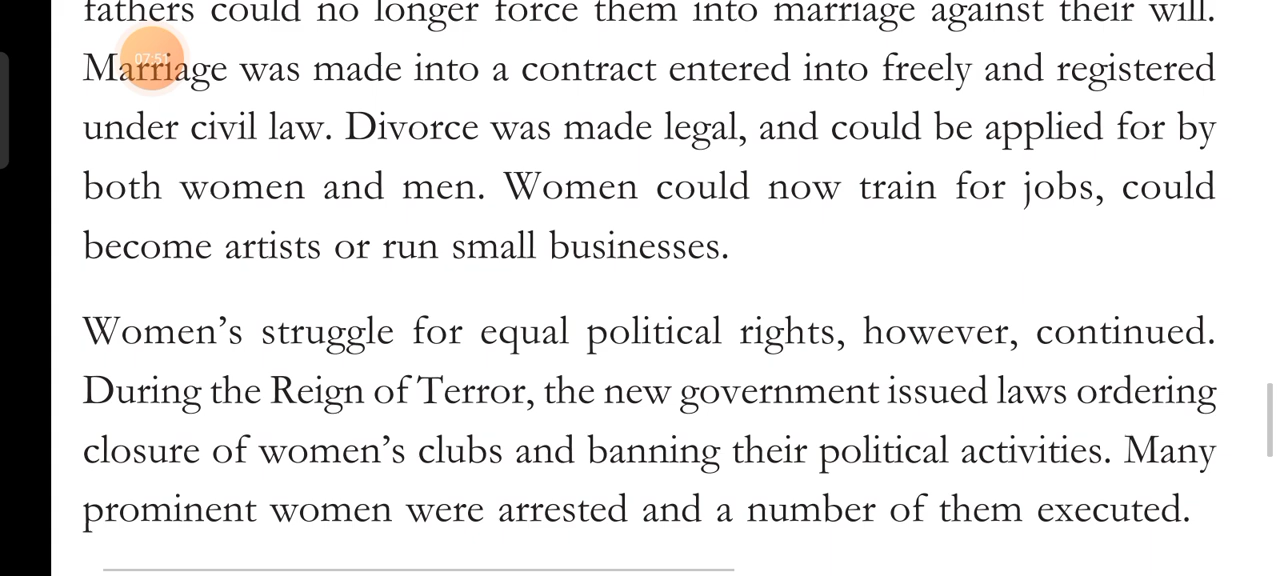 fathers could no longer force them into marriage against their will.
07:51
Marriage was made into a contract entered into freely and registered
under civil law. Divorce was made legal, and could be applied for by
both women and men. Women could now train for jobs, could
become artists or run small businesses.
Women’s struggle for equal political rights, however, continued.
During the Reign of Terror, the new government issued laws ordering
closure of women’s clubs and banning their political activities. Many
prominent women were arrested and a number of them executed.